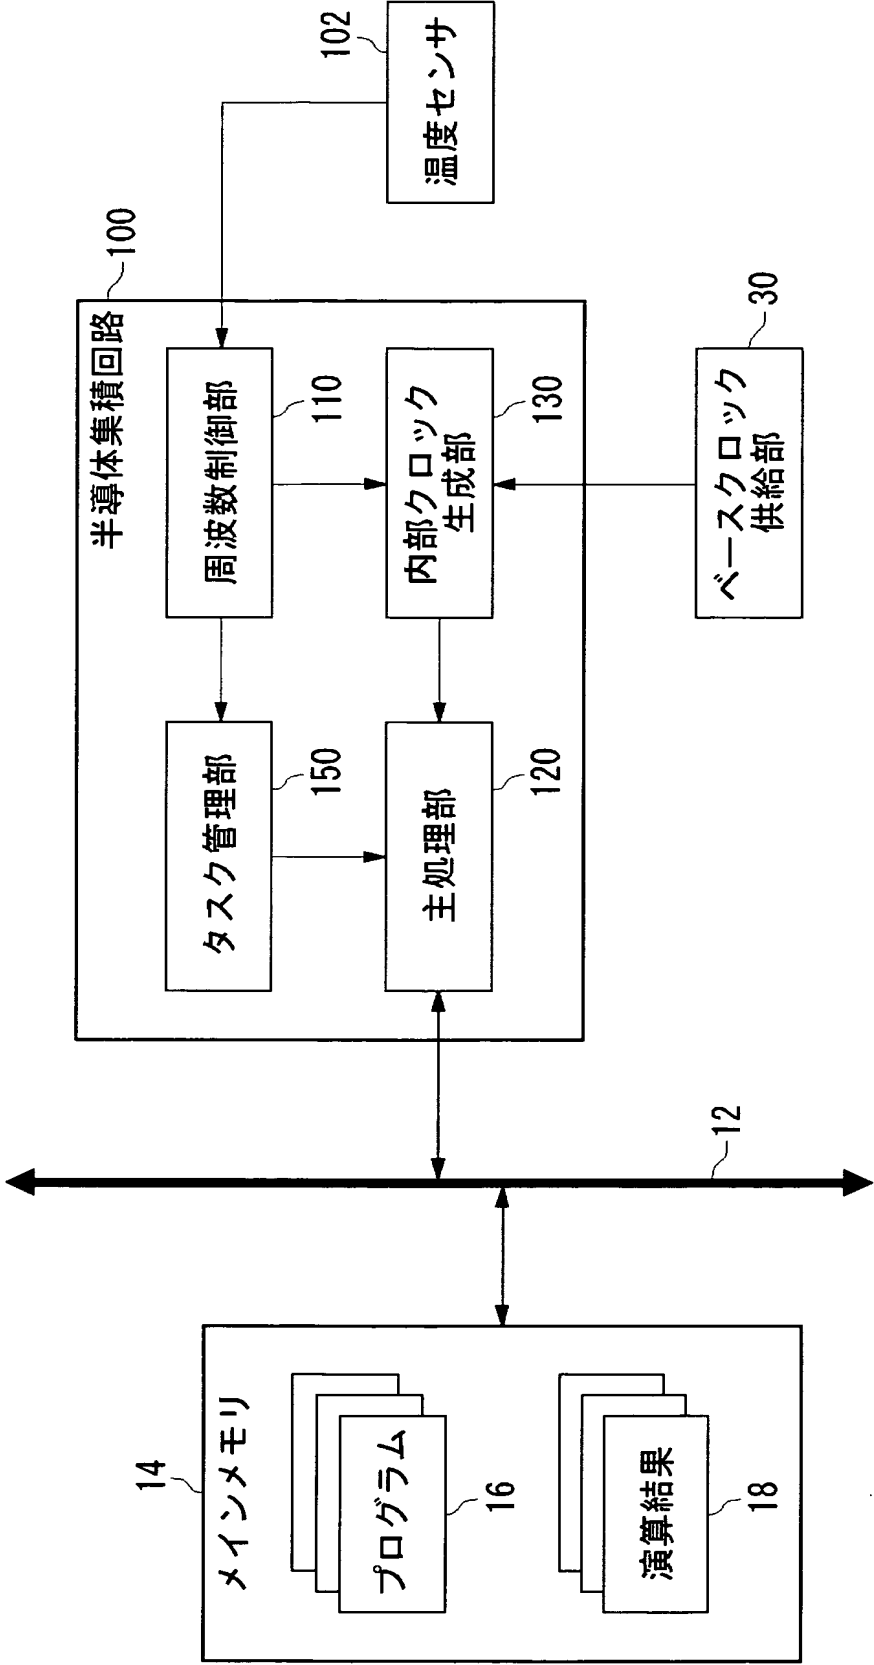 メインメモリ
14
プログラム
16
演算結果
18
12
半導体集積回路
100
タスク管理部
150
周波数制御部
110
主処理部
120
内部クロック
生成部
130
温度センサ
102
ベースクロック
供給部
30